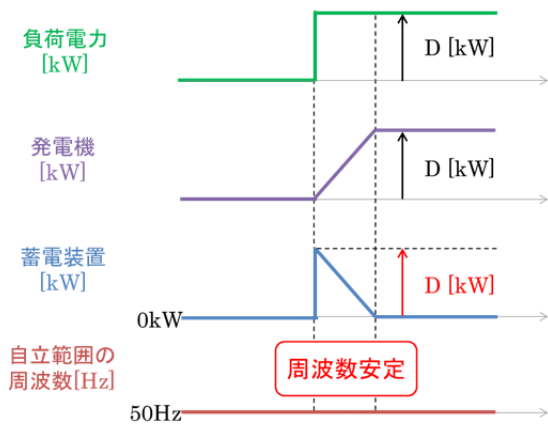 負荷電力
[kW]
D [kW]
発電機
[kW]
D [kW]
蓄電装置
[kW]
D [kW]
0kW
自立範囲の
周波数[Hz]
周波数安定
50Hz